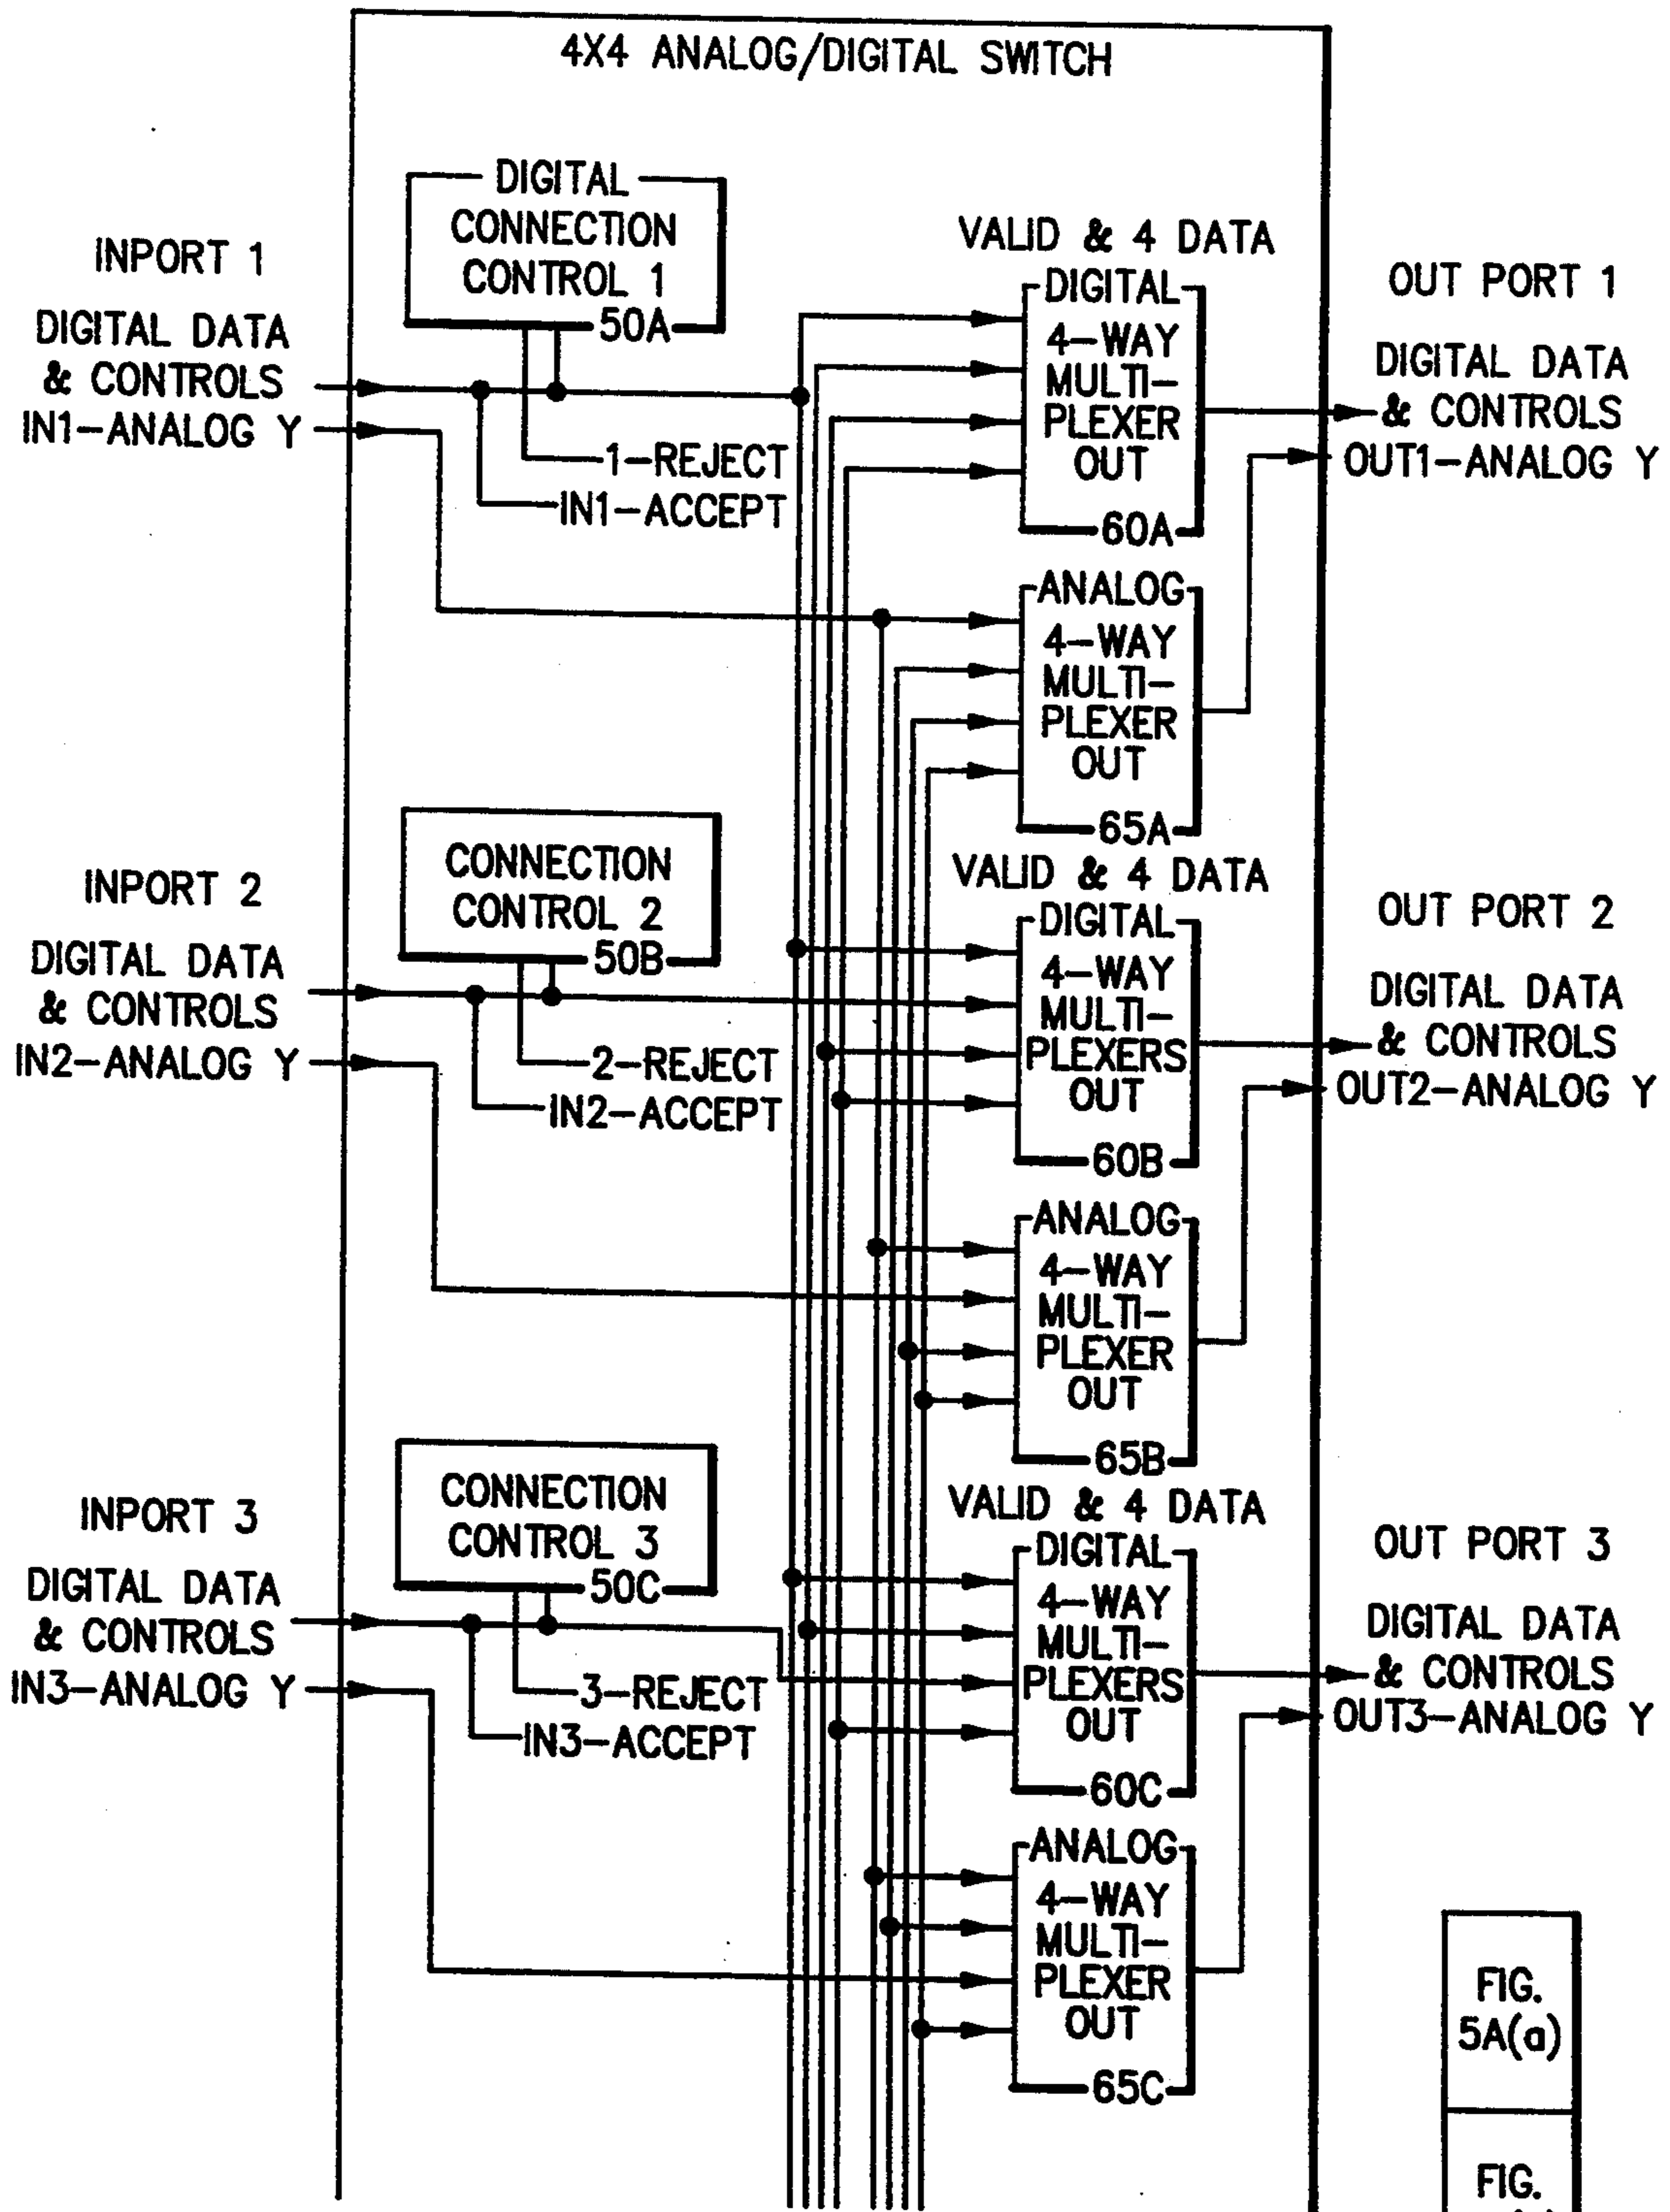 4X4 ANALOG/DIGITAL SWITCH
INPORT 1
DIGITAL DATA
& CONTROLS
IN1-ANALOG Y
DIGITAL
CONNECTION
CONTROL 1
50A
1-REJECT
IN1-ACCEPT
VALID & 4 DATA
DIGITAL
4-WAY
MULTI-
PLEXER
OUT
60A
ANALOG
4-WAY
MULTI-
PLEXER
OUT
65A
OUT PORT 1
DIGITAL DATA
& CONTROLS
OUT1-ANALOG Y
INPORT 2
DIGITAL DATA
& CONTROLS
IN2-ANALOG Y
CONNECTION
CONTROL 2
50B
2-REJECT
IN2-ACCEPT
VALID & 4 DATA
DIGITAL
4-WAY
MULTI-
PLEXERS
OUT
60B
ANALOG
4-WAY
MULTI-
PLEXER
OUT
65B
OUT PORT 2
DIGITAL DATA
& CONTROLS
OUT2-ANALOG Y
INPORT 3
DIGITAL DATA
& CONTROLS
IN3-ANALOG Y
CONNECTION
CONTROL 3
50C
3-REJECT
IN3-ACCEPT
VALID & 4 DATA
DIGITAL
4-WAY
MULTI-
PLEXERS
OUT
60C
ANALOG
4-WAY
MULTI-
PLEXER
OUT
65C
OUT PORT 3
DIGITAL DATA
& CONTROLS
OUT3-ANALOG Y
FIG.
5A(a)
FIG.